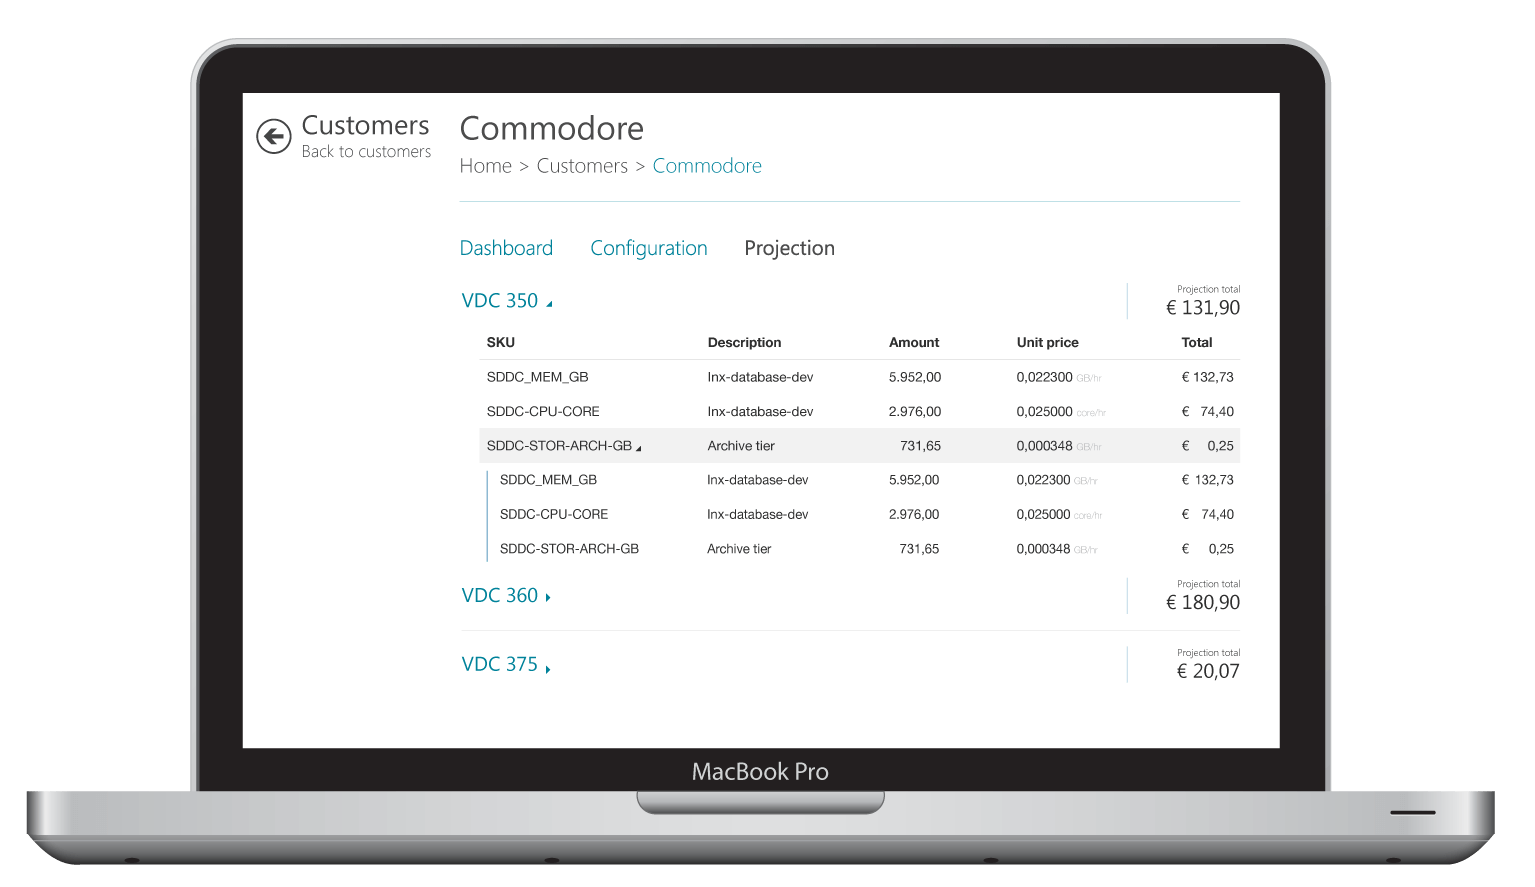 Customers
Back to customers
Commodore
Home > Customers > Commodore
Dashboard Configuration Projection
VDC 350
Projection total
€ 131,90
SKU Description Amount Unit price Total
SDDC_MEM_GB lnx-database-dev 5.952,00 0,022300 GB/hr € 132,73
SDDC-CPU-CORE lnx-database-dev 2.976,00 0,025000 core/hr € 74,40
SDDC-STOR-ARCH-GB Archive tier 731,65 0,000348 GB/hr € 0,25
SDDC_MEM_GB lnx-database-dev 5.952,00 0,022300 GB/hr € 132,73
SDDC-CPU-CORE lnx-database-dev 2.976,00 0,025000 core/hr € 74,40
SDDC-STOR-ARCH-GB Archive tier 731,65 0,000348 GB/hr € 0,25
VDC 360
Projection total
€ 180,90
VDC 375
Projection total
€ 20,07
MacBook Pro